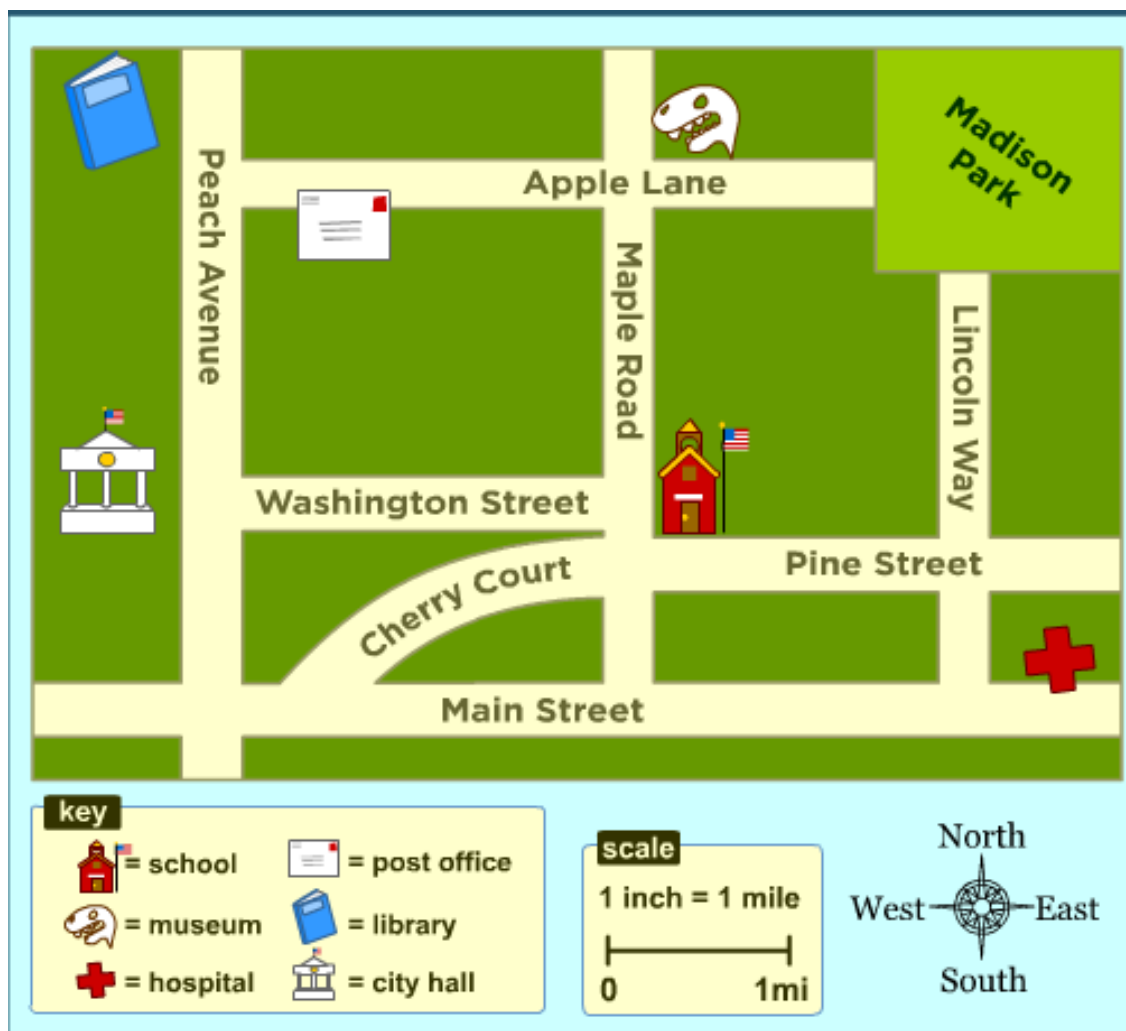 Madison
Park
Peach Avenue
Apple Lane
Maple Road
Lincoln Way
Washington Street
Cherry Court
Pine Street
Main Street
key
= school
= post office
= museum
= library
= hospital
= city hall
scale
1 inch = 1 mile
0
1mi
North
West
East
South